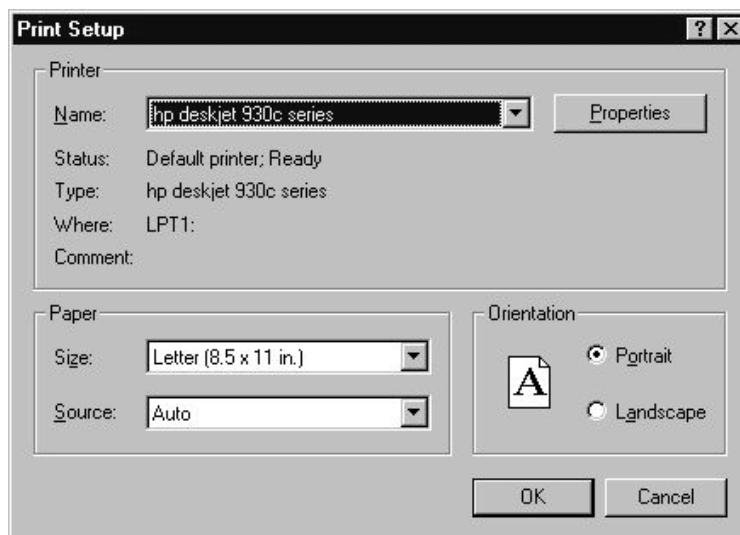 Print Setup
Printer
Name: hp deskjet 930c series Properties
Status: Default printer; Ready
Type: hp deskjet 930c series
Where: LPT1:
Comment:
Paper
Size: Letter (8.5 x 11 in.)
Source: Auto
Orientation
A
Portrait
Landscape
OK Cancel